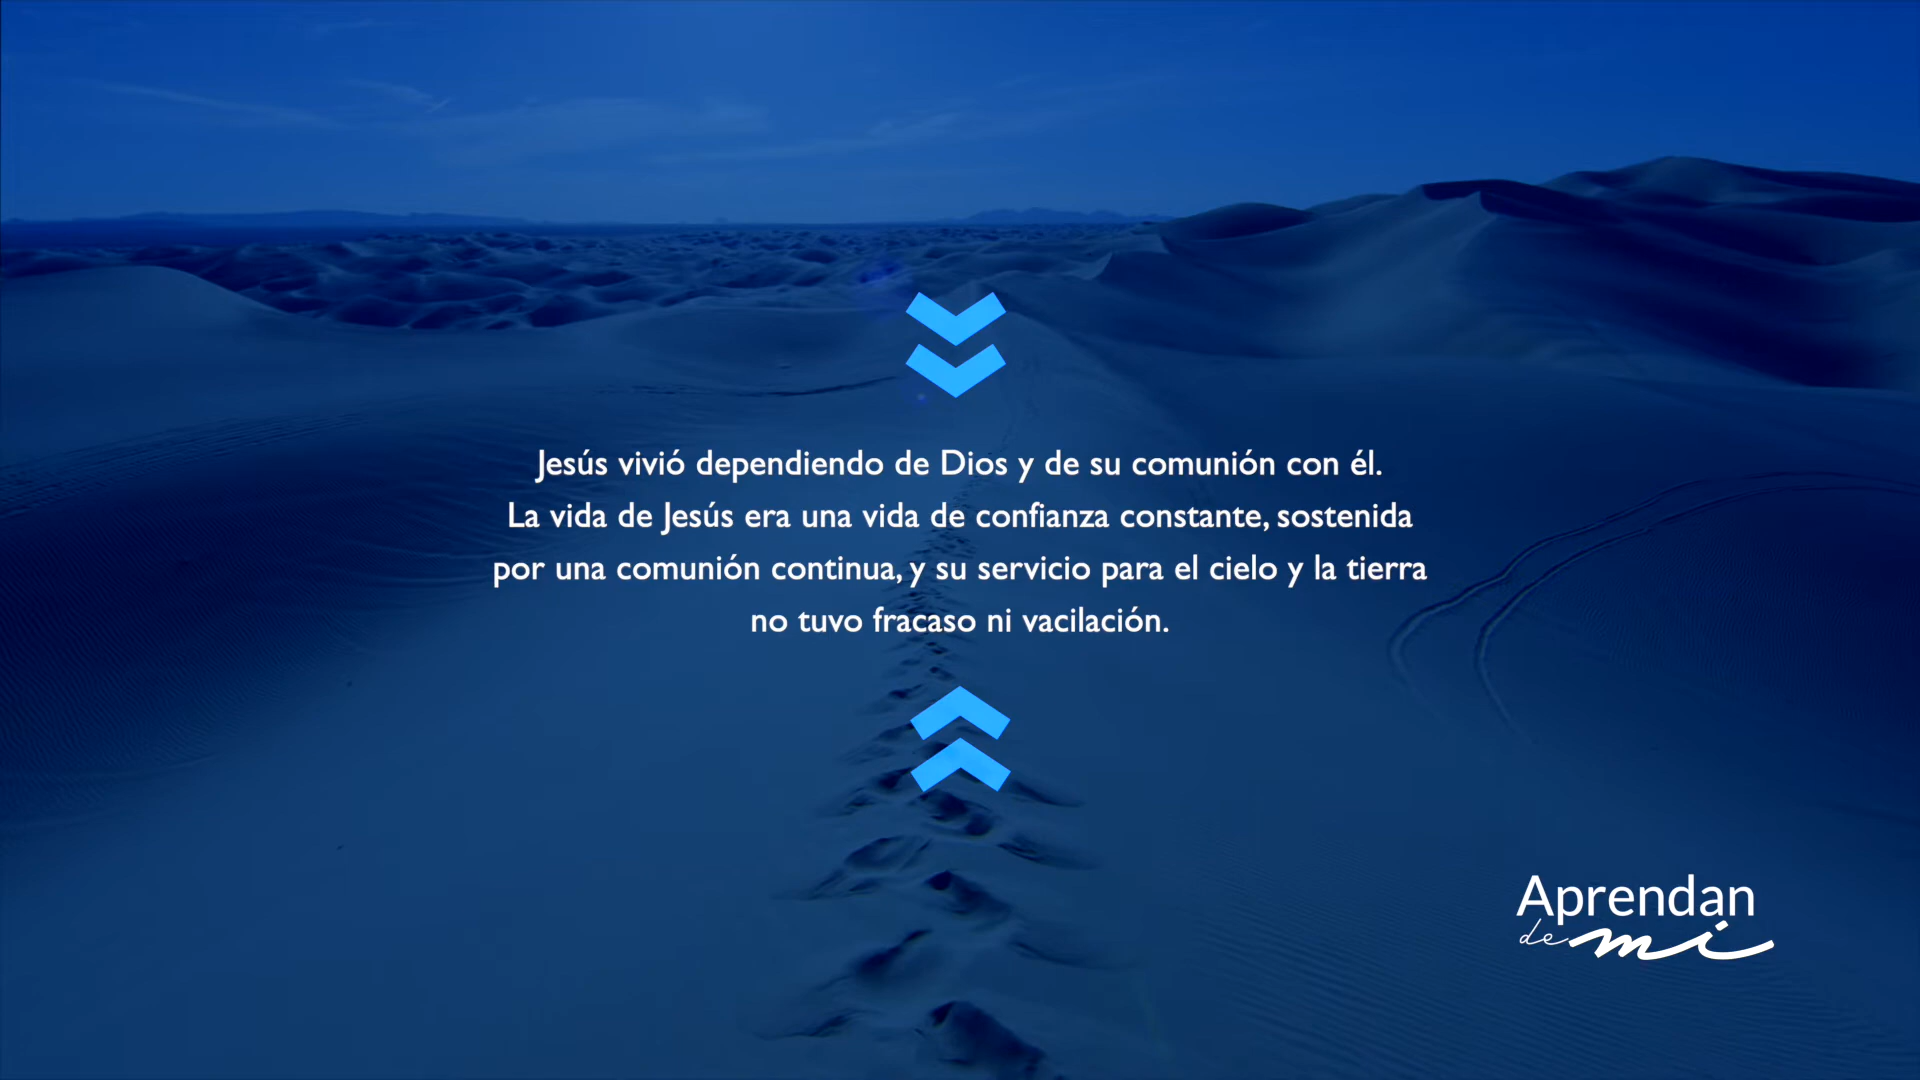 Jesús vivió dependiendo de Dios y de su comunión con él.
La vida de Jesús era una vida de confianza constante, sostenida
por una comunión continua, y su servicio para el cielo y la tierra
no tuvo fracaso ni vacilación.
Aprendan
de mi